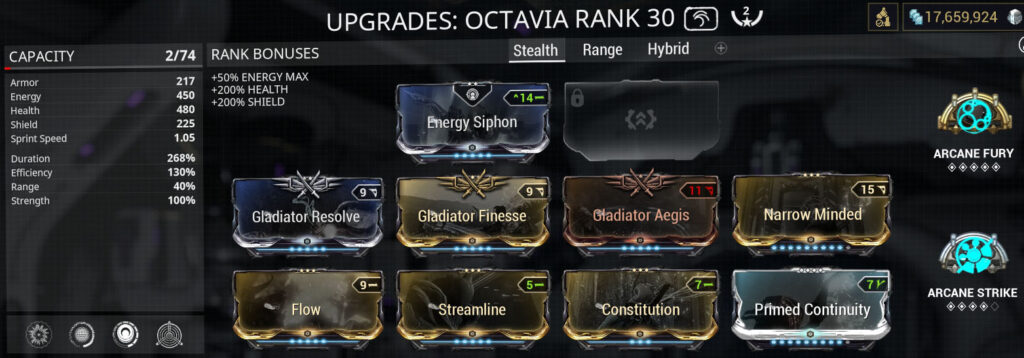 UPGRADES: OCTAVIA RANK 30
2
17,659,924
CAPACITY 2/74
Armor 217
Energy 450
Health 480
Shield 225
Sprint Speed 1.05
Duration 268%
Efficiency 130%
Range 40%
Strength 100%
RANK BONUSES
+50% ENERGY MAX
+200% HEALTH
+200% SHIELD
Stealth Range Hybrid
14
Energy Siphon
ARCANE FURY
9
Gladiator Resolve
9
Gladiator Finesse
11
Gladiator Aegis
15
Narrow Minded
ARCANE STRIKE
9
Flow
5
Streamline
7
Constitution
7
Primed Continuity